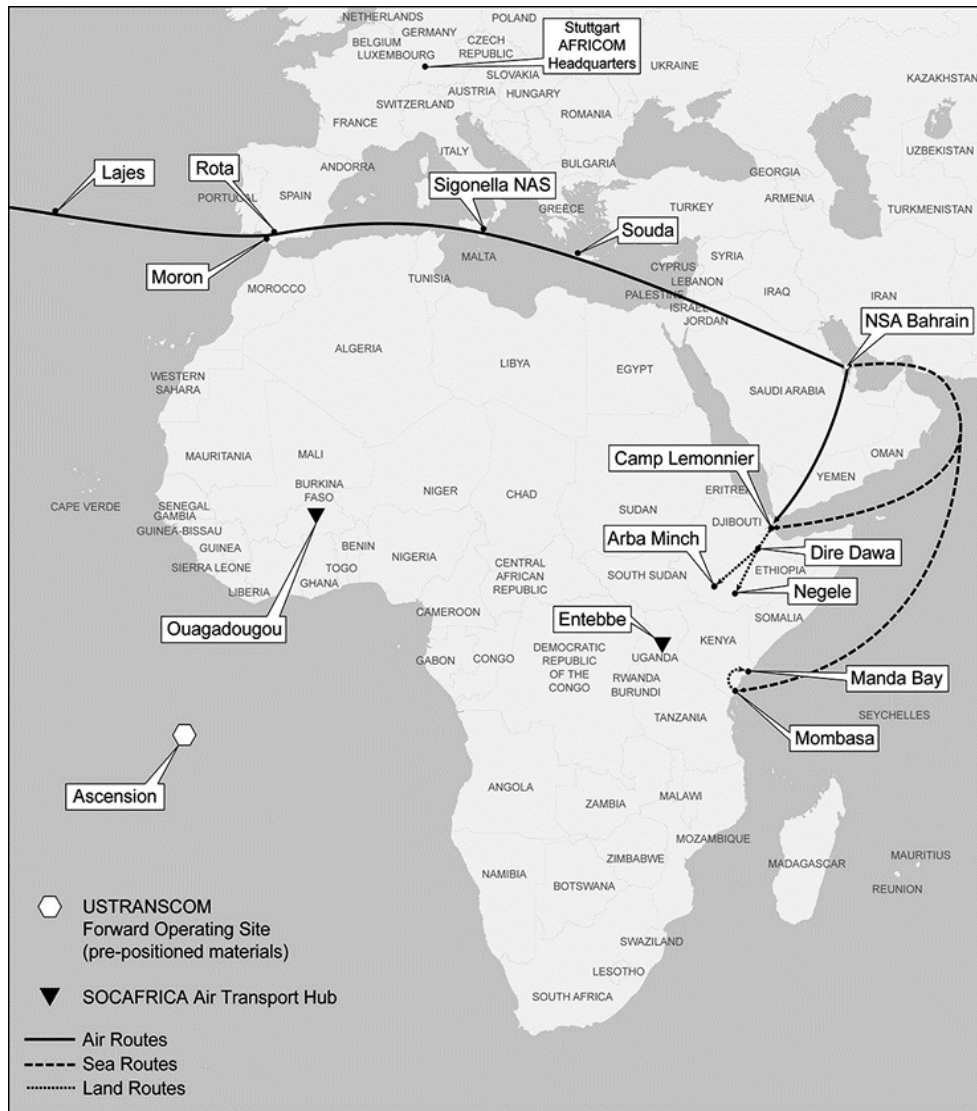 NETHERLANDS
POLAND
GERMANY
BELGIUM
LUXEMBOURG
CZECH
REPUBLIC
Stuttgart
AFRICOM
Headquarters
UKRAINE
SLOVAKIA
KAZAKHSTAN
AUSTRIA
HUNGARY
SWITZERLAND
FRANCE
ROMANIA
ITALY
UZBEKISTAN
ANDORRA
BULGARIA
GEORGIA
Lajes
Rota
Sigonella NAS
ARMENIA
PORTUGAL
SPAIN
GREECE
TURKEY
TURKMENISTAN
Souda
Moron
MALTA
SYRIA
CYPRUS
LEBANON
TUNISIA
MOROCCO
PALESTINE
ISRAEL
JORDAN
IRAQ
IRAN
NSA Bahrain
ALGERIA
LIBYA
EGYPT
WESTERN
SAHARA
SAUDI ARABIA
MAURITANIA
MALI
Camp Lemonnier
OMAN
YEMEN
CAPE VERDE
SENEGAL
GAMBIA
GUINEA-BISSAU
BURKINA
FASO
NIGER
CHAD
ERITREA
SUDAN
DJIBOUTI
GUINEA
SIERRA LEONE
BENIN
TOGO
GHANA
NIGERIA
Arba Minch
Dire Dawa
ETHIOPIA
LIBERIA
CENTRAL
AFRICAN
REPUBLIC
SOUTH SUDAN
Negele
Ouagadougou
CAMEROON
Entebbe
SOMALIA
KENYA
GABON
CONGO
DEMOCRATIC
REPUBLIC
OF THE
CONGO
UGANDA
RWANDA
BURUNDI
Manda Bay
TANZANIA
SEYCHELLES
Mombasa
Ascension
ANGOLA
ZAMBIA
MALAWI
MOZAMBIQUE
ZIMBABWE
MADAGASCAR
MAURITIUS
NAMIBIA
BOTSWANA
REUNION
SWAZILAND
LESOTHO
SOUTH AFRICA
USTRANSCOM
Forward Operating Site
(pre-positioned materials)
SOCAFRICA Air Transport Hub
Air Routes
Sea Routes
Land Routes